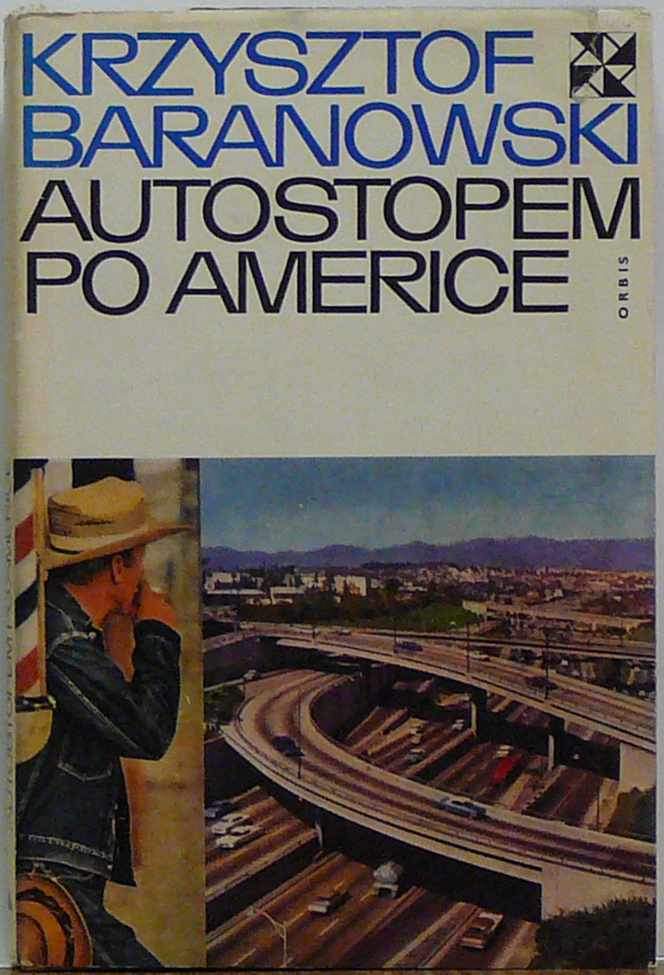 KRZYSZTOF
BARANOWSKI
AUTOSTOPEM
PO AMERICE
ORBIS